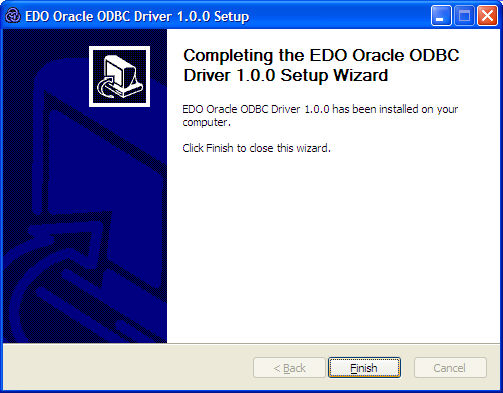 EDO Oracle ODBC Driver 1.0.0 Setup
Completing the EDO Oracle ODBC
Driver 1.0.0 Setup Wizard
EDO Oracle ODBC Driver 1.0.0 has been installed on your
computer.
Click Finish to close this wizard.
< Back
Finish
Cancel